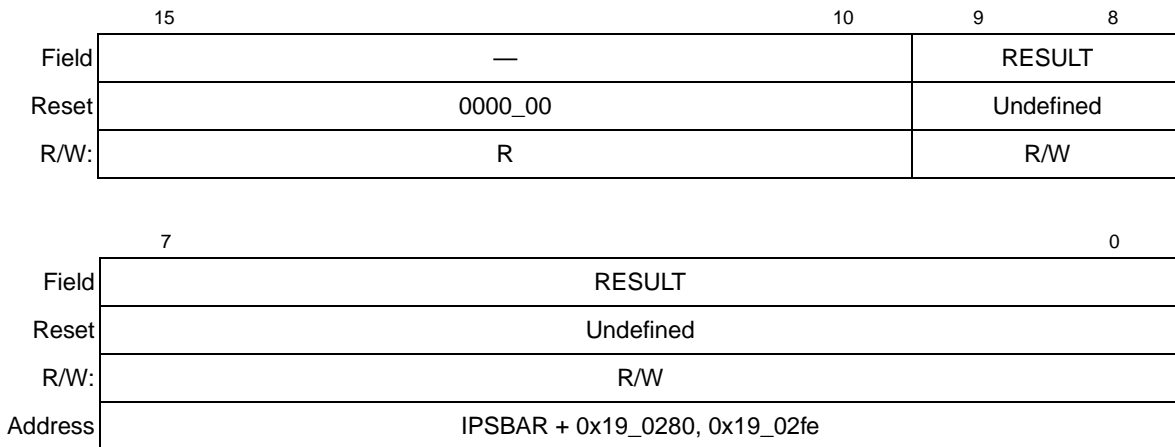 15 10 9 8
Field — RESULT
Reset 0000_00 Undefined
R/W: R R/W
7 0
Field RESULT
Reset Undefined
R/W: R/W
Address IPSBAR + 0x19_0280, 0x19_02fe